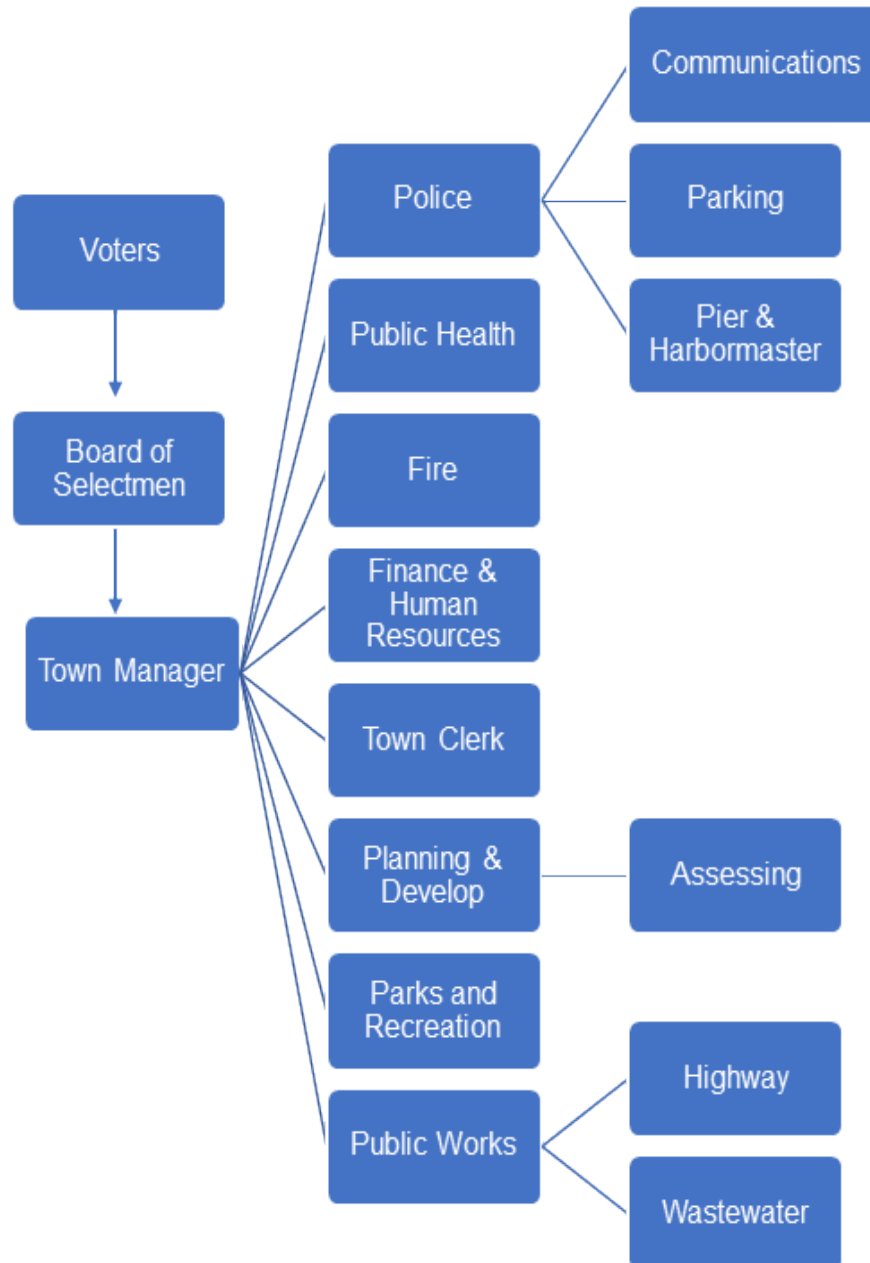 Voters
Board of
Selectmen
Town Manager
Police
Public Health
Fire
Finance &
Human
Resources
Town Clerk
Planning &
Develop
Parks and
Recreation
Public Works
Communications
Parking
Pier &
Harbormaster
Assessing
Highway
Wastewater